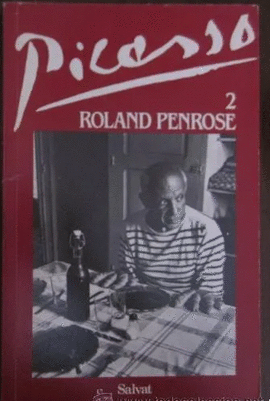 Picasso
2
ROLAND PENROSE
Salvat